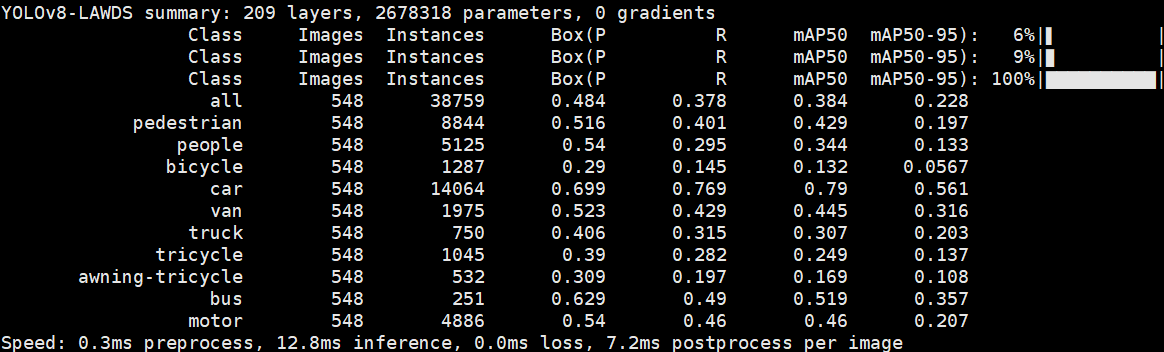 YOLOv8-LAWDS summary: 209 layers, 2678318 parameters, 0 gradients
Class Images Instances Box(P R mAP50 mAP50-95): 6%|
Class Images Instances Box(P R mAP50 mAP50-95): 9%|
Class Images Instances Box(P R mAP50 mAP50-95): 100%|
all 548 38759 0.484 0.378 0.384 0.228
pedestrian 548 8844 0.516 0.401 0.429 0.197
people 548 5125 0.54 0.295 0.344 0.133
bicycle 548 1287 0.29 0.145 0.132 0.0567
car 548 14064 0.699 0.769 0.79 0.561
van 548 1975 0.523 0.429 0.445 0.316
truck 548 750 0.406 0.315 0.307 0.203
tricycle 548 1045 0.39 0.282 0.249 0.137
awning-tricycle 548 532 0.309 0.197 0.169 0.108
bus 548 251 0.629 0.49 0.519 0.357
motor 548 4886 0.54 0.46 0.46 0.207
Speed: 0.3ms preprocess, 12.8ms inference, 0.0ms loss, 7.2ms postprocess per image